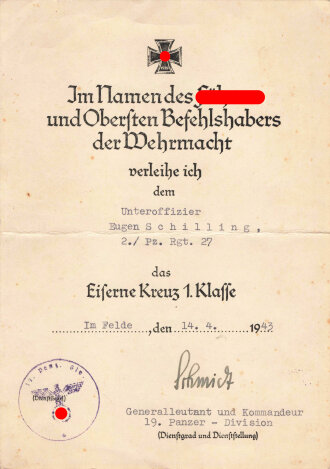 Im Namen des
und Obersten Befehlshabers
der Wehrmacht
verleihe ich
dem
Unteroffizier
Eugen S c h i l l i n g ,
2./ Pz. Rgt. 27
das
Eiserne Kreuz 1. Klasse
Im Felde, den 14. 4. 1943
Schmidt
(Dienstsiegel)
Generalleutnant und Kommandeur
19. Panzer - Division
(Dienstgrad und Dienststellung)